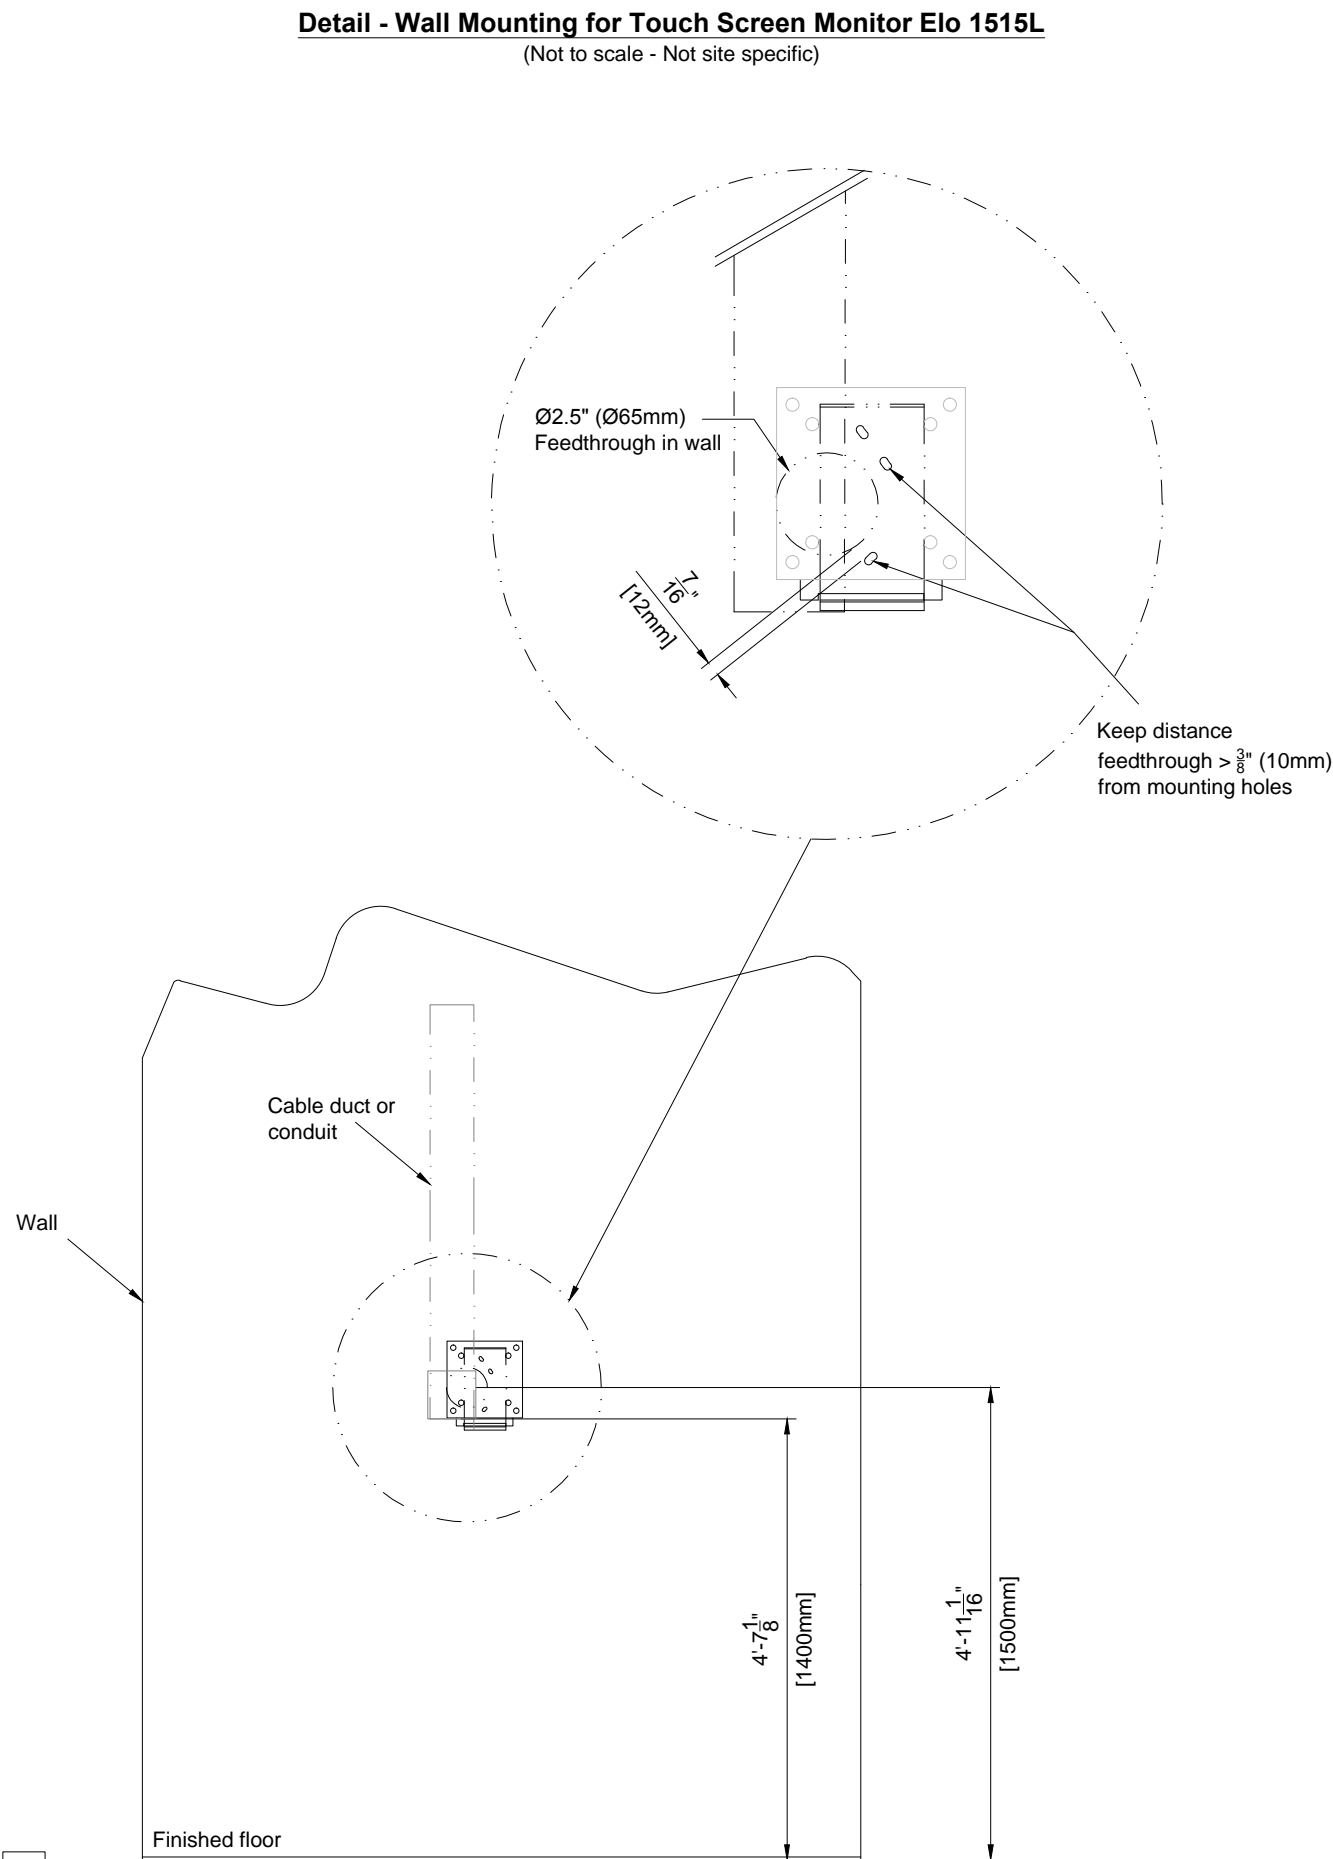 Detail - Wall Mounting for Touch Screen Monitor Elo 1515L
(Not to scale - Not site specific)
Ø2.5" (Ø65mm)
Feedthrough in wall
7/16"
[12mm]
Keep distance
feedthrough > 3/8" (10mm)
from mounting holes
Cable duct or
conduit
Wall
4'-7 1/8"
[1400mm]
4'-11 1/16"
[1500mm]
Finished floor